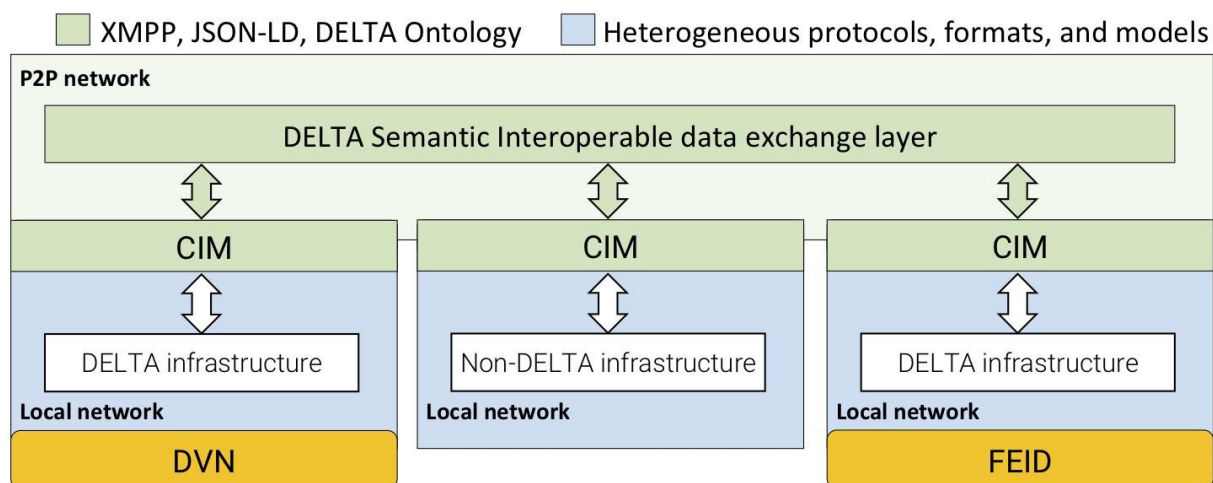 XMPP, JSON-LD, DELTA Ontology
Heterogeneous protocols, formats, and models
P2P network
DELTA Semantic Interoperable data exchange layer
CIM
CIM
CIM
DELTA infrastructure
Non-DELTA infrastructure
DELTA infrastructure
Local network
Local network
Local network
DVN
FEID